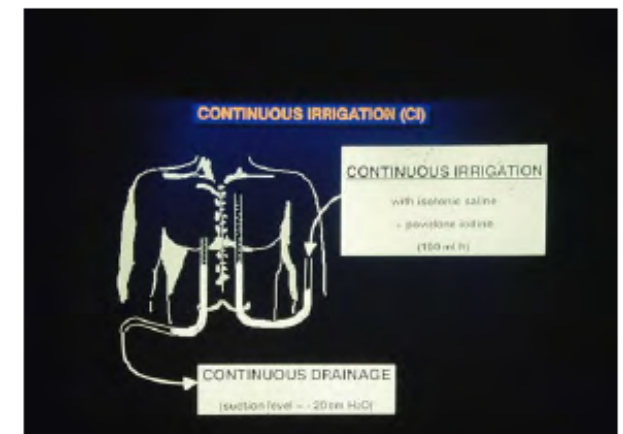 CONTINUOUS IRRIGATION (CI)
CONTINUOUS IRRIGATION
with isotonic saline
- povidone iodine
(100 ml/h)
CONTINUOUS DRAINAGE
(suction level = - 20 cm H₂O)